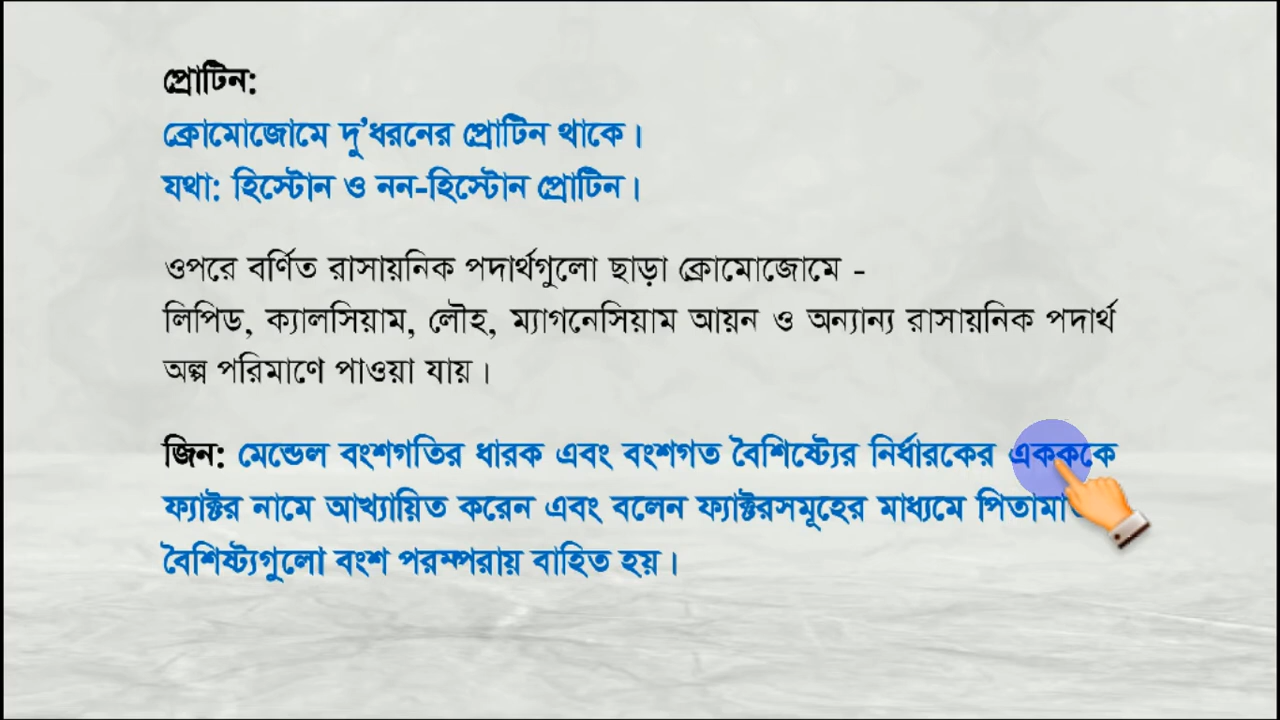 প্রোটিন:
ক্রোমোজোমে দু’ধরনের প্রোটিন থাকে।
যথা: হিস্টোন ও নন-হিস্টোন প্রোটিন।
ওপরে বর্ণিত রাসায়নিক পদার্থগুলো ছাড়া ক্রোমোজোমে -
লিপিড, ক্যালসিয়াম, লৌহ, ম্যাগনেসিয়াম আয়ন ও অন্যান্য রাসায়নিক পদার্থ
অল্প পরিমাণে পাওয়া যায়।
জিন: মেন্ডেল বংশগতির ধারক এবং বংশগত বৈশিষ্ট্যের নির্ধারকের একককে
ফ্যাক্টর নামে আখ্যায়িত করেন এবং বলেন ফ্যাক্টরসমূহের মাধ্যমে
বৈশিষ্ট্যগুলো বংশ পরম্পরায় বাহিত হয়।